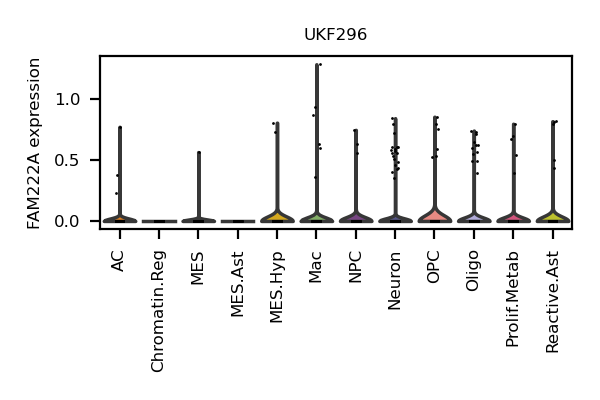 UKF296
FAM222A expression
1.0
0.5
0.0
AC
Chromatin.Reg
MES
MES.Ast
MES.Hyp
Mac
NPC
Neuron
OPC
Oligo
Prolif.Metab
Reactive.Ast